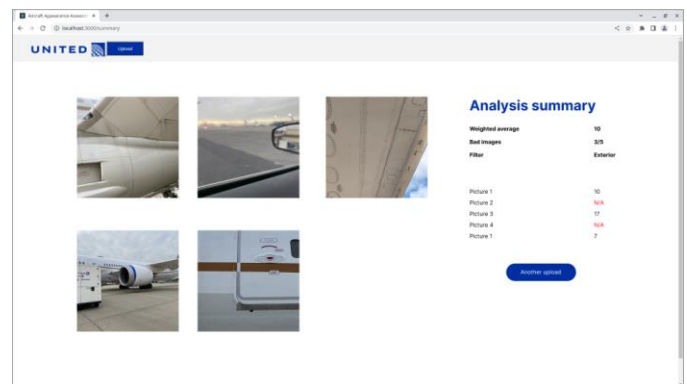 Aircraft Appearance Assessm
localhost:3000/summary
UNITED
Upload
Analysis summary
Weighted average 10
Bad images 3/5
Filter Exterior
Picture 1 10
Picture 2 N/A
Picture 3 17
Picture 4 N/A
Picture 1 7
Another upload